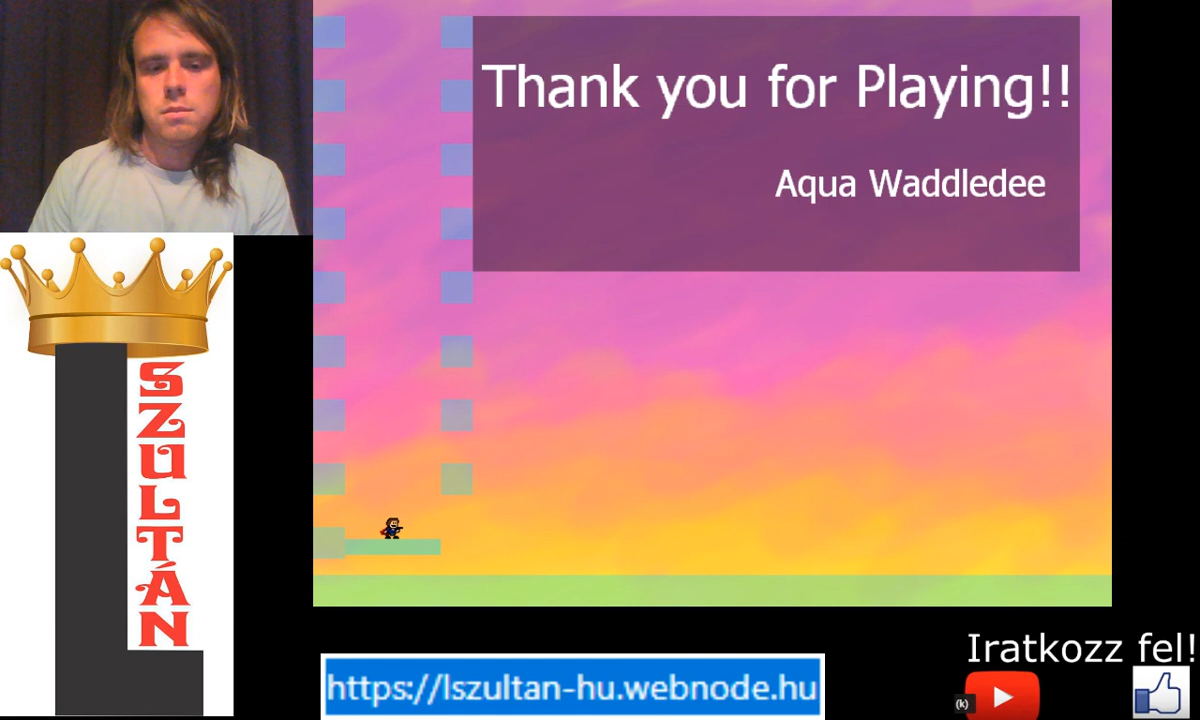 Thank you for Playing!!
Aqua Waddledee
L
SZULTÁN
https://lszultan-hu.webnode.hu
Iratkozz fel!
(k)